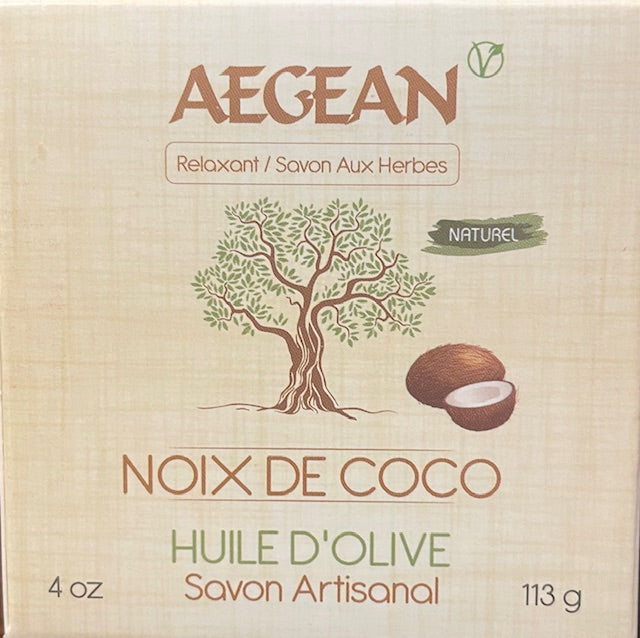 AEGEAN
Relaxant / Savon Aux Herbes
NATUREL
NOIX DE COCO
HUILE D'OLIVE
Savon Artisanal
4 oz
113 g